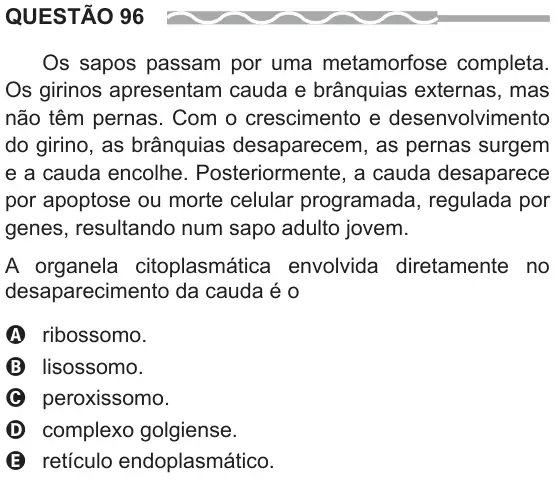 QUESTÃO 96
Os sapos passam por uma metamorfose completa.
Os girinos apresentam cauda e brânquias externas, mas
não têm pernas. Com o crescimento e desenvolvimento
do girino, as brânquias desaparecem, as pernas surgem
e a cauda encolhe. Posteriormente, a cauda desaparece
por apoptose ou morte celular programada, regulada por
genes, resultando num sapo adulto jovem.
A organela citoplasmática envolvida diretamente no
desaparecimento da cauda é o
A ribossomo.
B lisossomo.
C peroxissomo.
D complexo golgiense.
E retículo endoplasmático.